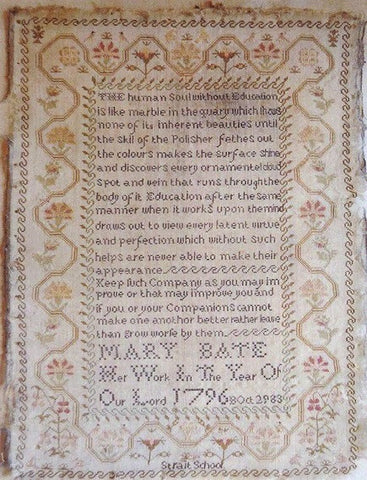 THE human Soul without Education
is like marble in the quary which shows
none of its inherent beauties until
the skil of the Polisher fethes out
the colours makes the surface shine
and discovers every ornamental cloud
spot and vein that runs through the
body of it Education after the same
manner when it works upon the mind
draws out to view every latent virtue
and perfection which without such
helps are never able to make their
appearance
Keep such Company as you may im
prove or that may improve you and
if you or your Companions cannot
make one another better rather leave
than grow worse by them
MARY BATE
Her Work In The Year Of
Our Lord 1796
Strait School